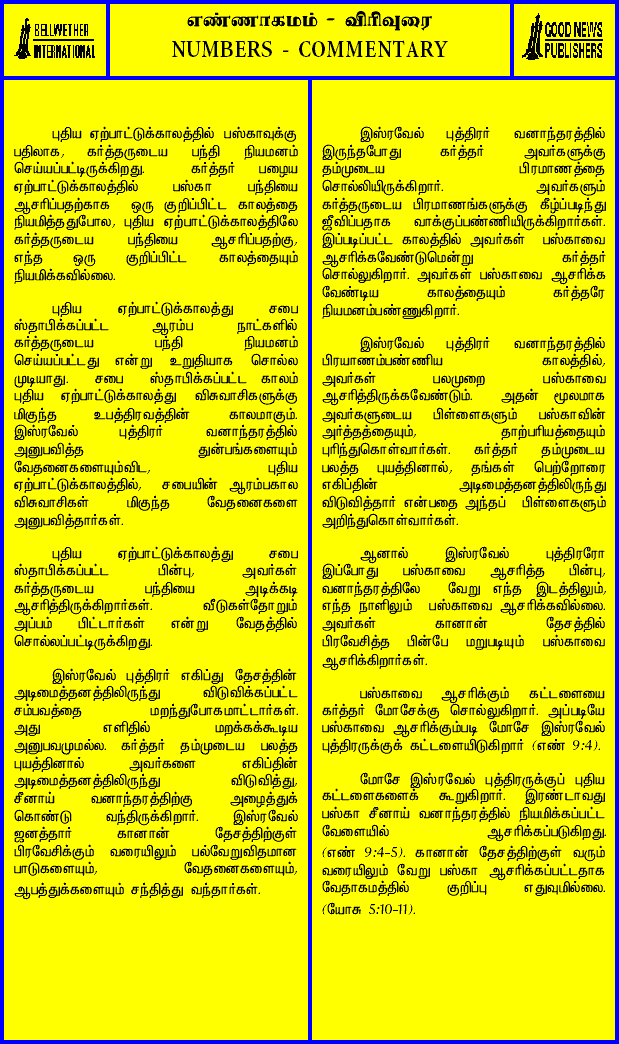 BELLWETHER
INTERNATIONAL
எண்ணாகமம் - விரிவுரை
NUMBERS - COMMENTARY
GOOD NEWS
PUBLISHERS
புதிய ஏற்பாட்டுக்காலத்தில் பஸ்காவுக்கு
பதிலாக, கர்த்தருடைய பந்தி நியமனம்
செய்யப்பட்டிருக்கிறது. கர்த்தர் பழைய
ஏற்பாட்டுக்காலத்தில் பஸ்கா பந்தியை
ஆசரிப்பதற்காக ஒரு குறிப்பிட்ட காலத்தை
நியமித்ததுபோல, புதிய ஏற்பாட்டுக்காலத்திலே
கர்த்தருடைய பந்தியை ஆசரிப்பதற்கு,
எந்த ஒரு குறிப்பிட்ட காலத்தையும்
நியமிக்கவில்லை.
புதிய ஏற்பாட்டுக்காலத்து சபை
ஸ்தாபிக்கப்பட்ட ஆரம்ப நாட்களில்
கர்த்தருடைய பந்தி நியமனம்
செய்யப்பட்டது என்று உறுதியாக சொல்ல
முடியாது. சபை ஸ்தாபிக்கப்பட்ட காலம்
புதிய ஏற்பாட்டுக்காலத்து விசுவாசிகளுக்கு
மிகுந்த உபத்திரவத்தின் காலமாகும்.
இஸ்ரவேல் புத்திரர் வனாந்தரத்தில்
அனுபவித்த துன்பங்களையும்
வேதனைகளையும்விட, புதிய
ஏற்பாட்டுக்காலத்தில், சபையின் ஆரம்பகால
விசுவாசிகள் மிகுந்த வேதனைகளை
அனுபவித்தார்கள்.
புதிய ஏற்பாட்டுக்காலத்து சபை
ஸ்தாபிக்கப்பட்ட பின்பு, அவர்கள்
கர்த்தருடைய பந்தியை அடிக்கடி
ஆசரித்திருக்கிறார்கள். வீடுகள்தோறும்
அப்பம் பிட்டார்கள் என்று வேதத்தில்
சொல்லப்பட்டிருக்கிறது.
இஸ்ரவேல் புத்திரர் எகிப்து தேசத்தின்
அடிமைத்தனத்திலிருந்து விடுவிக்கப்பட்ட
சம்பவத்தை மறந்துபோகமாட்டார்கள்.
அது எளிதில் மறக்கக்கூடிய
அனுபவமுமல்ல. கர்த்தர் தம்முடைய பலத்த
புயத்தினால் அவர்களை எகிப்தின்
அடிமைத்தனத்திலிருந்து விடுவித்து,
சீனாய் வனாந்தரத்திற்கு அழைத்துக்
கொண்டு வந்திருக்கிறார். இஸ்ரவேல்
ஜனத்தார் கானான் தேசத்திற்குள்
பிரவேசிக்கும் வரையிலும் பல்வேறுவிதமான
பாடுகளையும், வேதனைகளையும்,
ஆபத்துக்களையும் சந்தித்து வந்தார்கள்.
இஸ்ரவேல் புத்திரர் வனாந்தரத்தில்
இருந்தபோது கர்த்தர் அவர்களுக்கு
தம்முடைய பிரமாணத்தை
சொல்லியிருக்கிறார். அவர்களும்
கர்த்தருடைய பிரமாணங்களுக்கு கீழ்ப்படிந்து
ஜீவிப்பதாக வாக்குப்பண்ணியிருக்கிறார்கள்.
இப்படிப்பட்ட காலத்தில் அவர்கள் பஸ்காவை
ஆசரிக்கவேண்டுமென்று கர்த்தர்
சொல்லுகிறார். அவர்கள் பஸ்காவை ஆசரிக்க
வேண்டிய காலத்தையும் கர்த்தரே
நியமனம்பண்ணுகிறார்.
இஸ்ரவேல் புத்திரர் வனாந்தரத்தில்
பிரயாணம்பண்ணிய காலத்தில்,
அவர்கள் பலமுறை பஸ்காவை
ஆசரித்திருக்கவேண்டும். அதன் மூலமாக
அவர்களுடைய பிள்ளைகளும் பஸ்காவின்
அர்த்தத்தையும், தாற்பரியத்தையும்
புரிந்துகொள்வார்கள். கர்த்தர் தம்முடைய
பலத்த புயத்தினால், தங்கள் பெற்றோரை
எகிப்தின் அடிமைத்தனத்திலிருந்து
விடுவித்தார் என்பதை அந்தப் பிள்ளைகளும்
அறிந்துகொள்வார்கள்.
ஆனால் இஸ்ரவேல் புத்திரரோ
இப்போது பஸ்காவை ஆசரித்த பின்பு,
வனாந்தரத்திலே வேறு எந்த இடத்திலும்,
எந்த நாளிலும் பஸ்காவை ஆசரிக்கவில்லை.
அவர்கள் கானான் தேசத்தில்
பிரவேசித்த பின்பே மறுபடியும் பஸ்காவை
ஆசரிக்கிறார்கள்.
பஸ்காவை ஆசரிக்கும் கட்டளையை
கர்த்தர் மோசேக்கு சொல்லுகிறார். அப்படியே
பஸ்காவை ஆசரிக்கும்படி மோசே இஸ்ரவேல்
புத்திரருக்குக் கட்டளையிடுகிறார் (எண் 9:4).
மோசே இஸ்ரவேல் புத்திரருக்குப் புதிய
கட்டளைகளைக் கூறுகிறார். இரண்டாவது
பஸ்கா சீனாய் வனாந்தரத்தில் நியமிக்கப்பட்ட
வேளையில் ஆசரிக்கப்படுகிறது.
(எண் 9:4-5). கானான் தேசத்திற்குள் வரும்
வரையிலும் வேறு பஸ்கா ஆசரிக்கப்பட்டதாக
வேதாகமத்தில் குறிப்பு எதுவுமில்லை.
(யோசு 5:10-11).